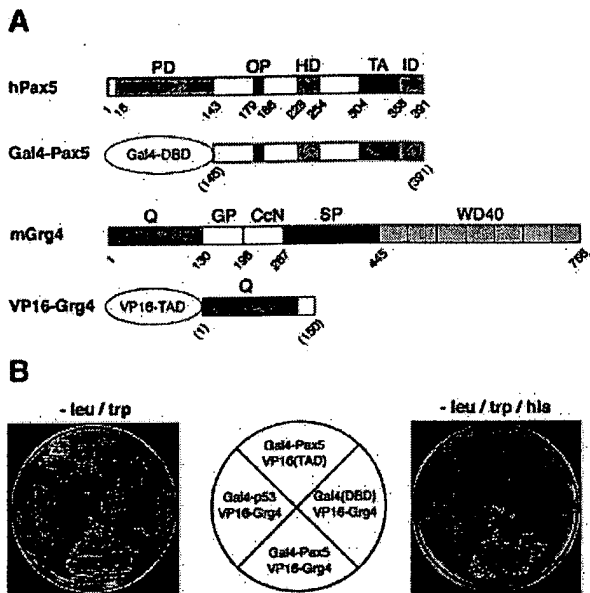 A
PD OP HD TA ID
hPax5
1 16 143 179 186 228 254 304 358 391
Gal4-Pax5 Gal4-DBD
(145) (391)
Q GP CcN SP WD40
mGrg4
1 130 198 287 445 766
Q
VP16-Grg4 VP16-TAD
(1) (150)
B
- leu / trp - leu / trp / his
Gal4-Pax5
VP16(TAD)
Gal4-p53 Gal4(DBD)
VP16-Grg4 VP16-Grg4
Gal4-Pax5
VP16-Grg4